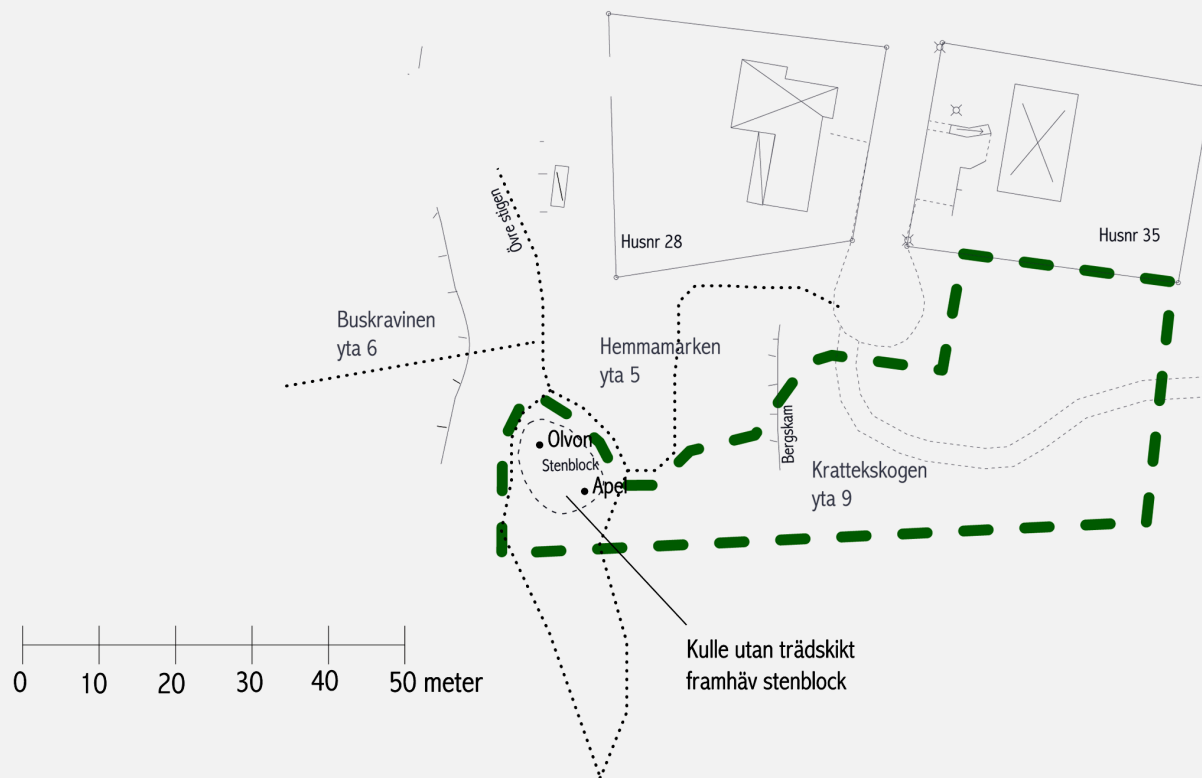 Övre stigen
Husnr 28
Husnr 35
Buskravinen
yta 6
Hemmamarken
yta 5
Bergskam
Olvon
Stenblock
Apel
Krattekskogen
yta 9
Kulle utan trädskikt
framhäv stenblock
0 10 20 30 40 50 meter